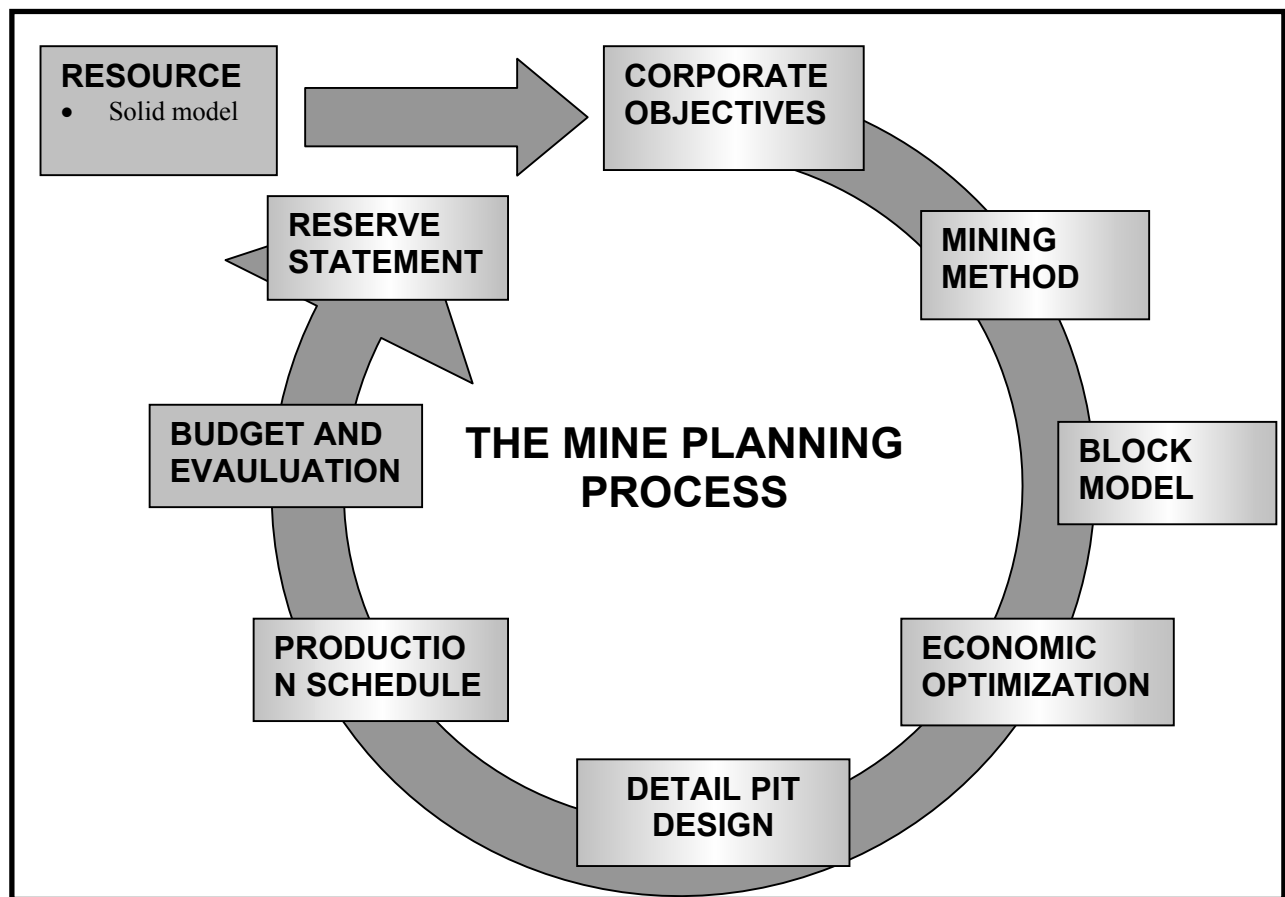 RESOURCE
• Solid model
CORPORATE
OBJECTIVES
MINING
METHOD
BLOCK
MODEL
ECONOMIC
OPTIMIZATION
DETAIL PIT
DESIGN
PRODUCTIO
N SCHEDULE
BUDGET AND
EVAULUATION
RESERVE
STATEMENT
THE MINE PLANNING
PROCESS